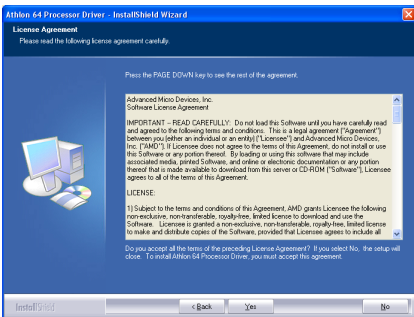 Athlon 64 Processor Driver - InstallShield Wizard
License Agreement
Please read the following license agreement carefully.
Press the PAGE DOWN key to see the rest of the agreement.
Advanced Micro Devices, Inc.
Software License Agreement
IMPORTANT – READ CAREFULLY: Do not load this Software until you have carefully read
and agreed to the following terms and conditions. This is a legal agreement ("Agreement")
between you (either an individual or an entity) ("Licensee") and Advanced Micro Devices,
Inc. ("AMD"). If Licensee does not agree to the terms of this Agreement, do not install or use
this Software or any portion thereof. By loading or using this software that may include
associated media, printed Software, and online or electronic documentation or any portion
thereof that is made available to download from this server or CD-ROM ("Software"), Licensee
agrees to all of the terms of this Agreement.
LICENSE:
1) Subject to the terms and conditions of this Agreement, AMD grants Licensee the following
non-exclusive, non-transferable, royalty-free, limited license to download and use the
Software. Licensee is granted a non-exclusive, non-transferable, royalty-free, limited license
to make and distribute copies of the Software, provided that Licensee agrees to include all
Do you accept all the terms of the preceding License Agreement? If you select No, the setup will
close. To install Athlon 64 Processor Driver, you must accept this agreement.
InstallShield
< Back
Yes
No